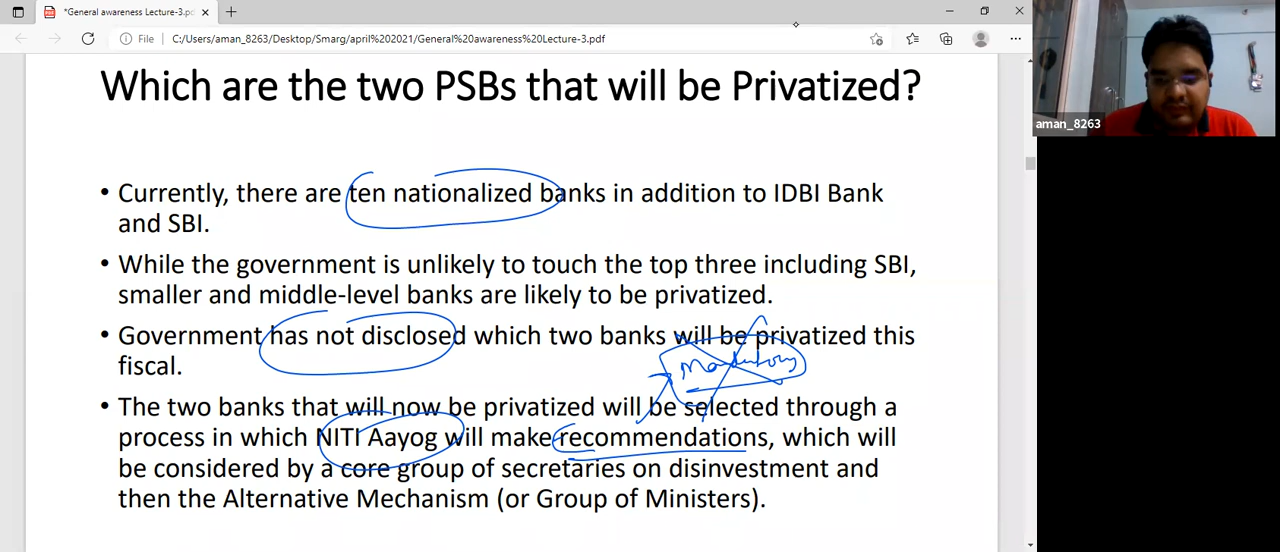 *General awareness Lecture-3.pd
File
C:/Users/aman_8263/Desktop/Smarg/april%202021/General%20awareness%20Lecture-3.pdf
aman_8263
Which are the two PSBs that will be Privatized?
• Currently, there are ten nationalized banks in addition to IDBI Bank
and SBI.
• While the government is unlikely to touch the top three including SBI,
smaller and middle-level banks are likely to be privatized.
• Government has not disclosed which two banks will be privatized this
fiscal.
Mandatory
• The two banks that will now be privatized will be selected through a
process in which NITI Aayog will make recommendations, which will
be considered by a core group of secretaries on disinvestment and
then the Alternative Mechanism (or Group of Ministers).